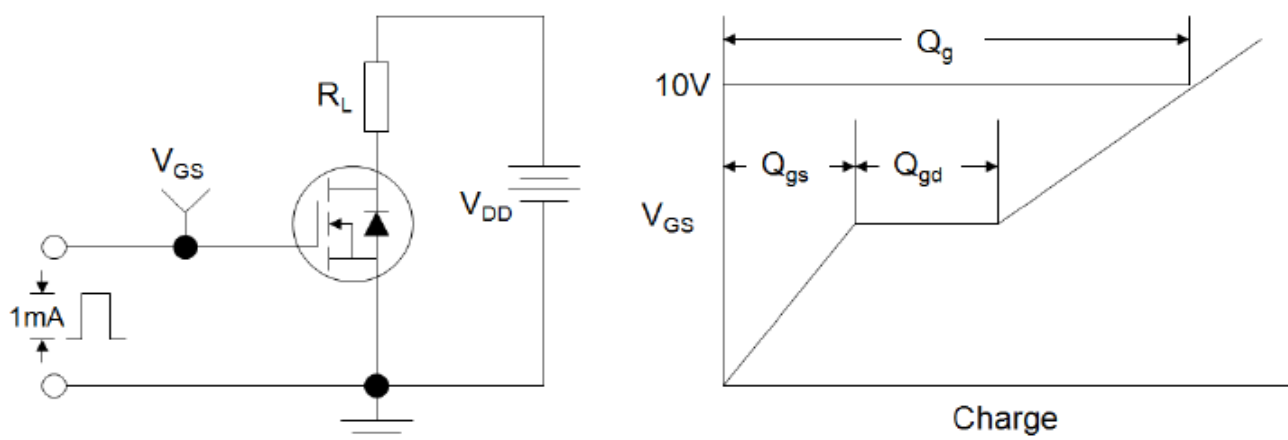 R_L
V_GS
V_DD
1mA
Q_g
10V
Q_gs
Q_gd
V_GS
Charge